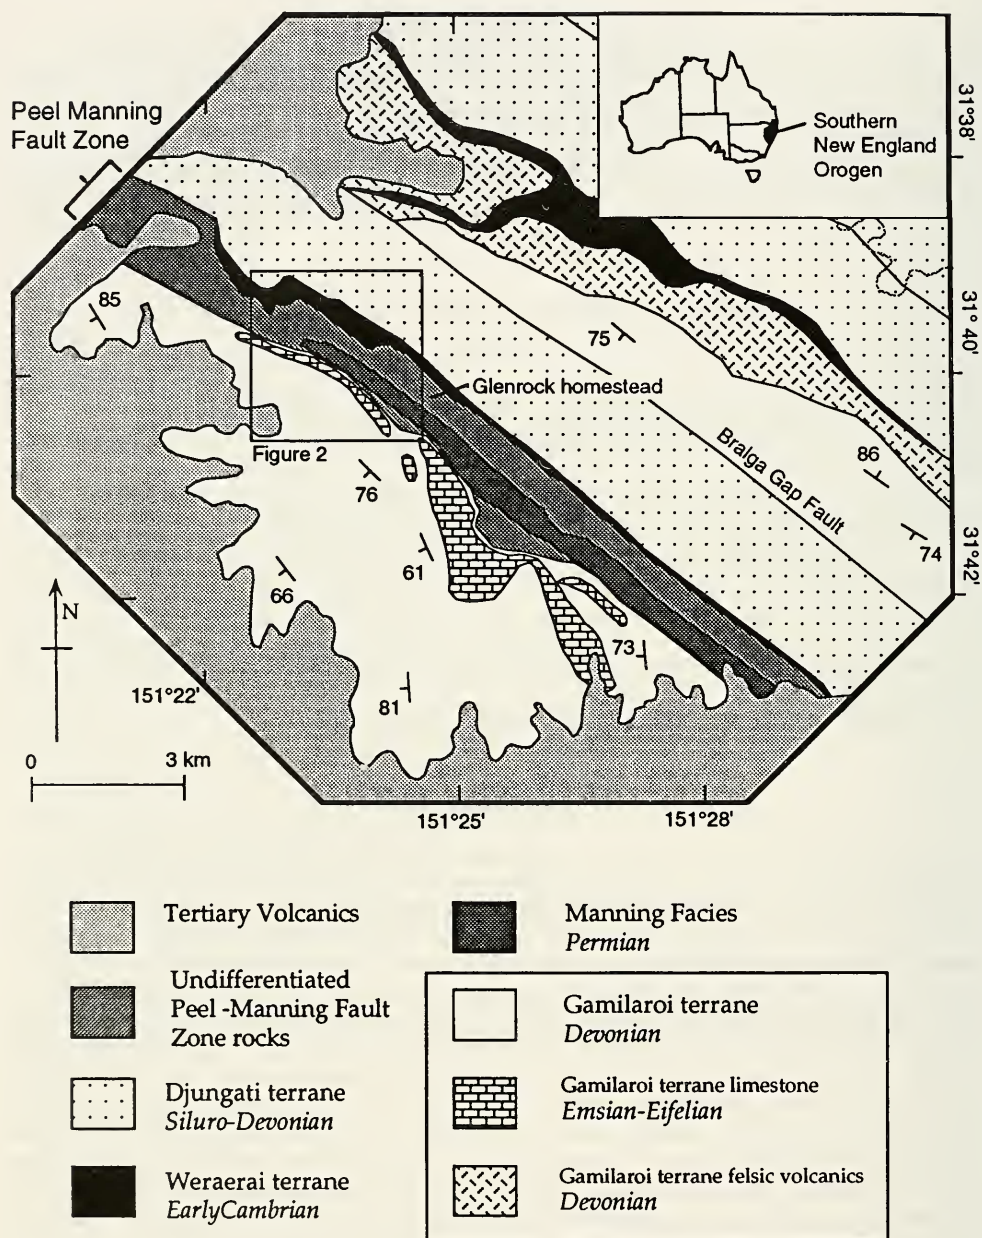 Peel Manning
Fault Zone
Southern
New England
Orogen
31°38'
31° 40'
31°42'
85
75
Glenrock homestead
Figure 2
Bralga Gap Fault
86
76
74
61
66
73
81
N
151°22'
0 3 km
151°25'
151°28'
Tertiary Volcanics
Undifferentiated
Peel -Manning Fault
Zone rocks
Djungati terrane
Siluro-Devonian
Weraerai terrane
EarlyCambrian
Manning Facies
Permian
Gamilaroi terrane
Devonian
Gamilaroi terrane limestone
Emsian-Eifelian
Gamilaroi terrane felsic volcanics
Devonian